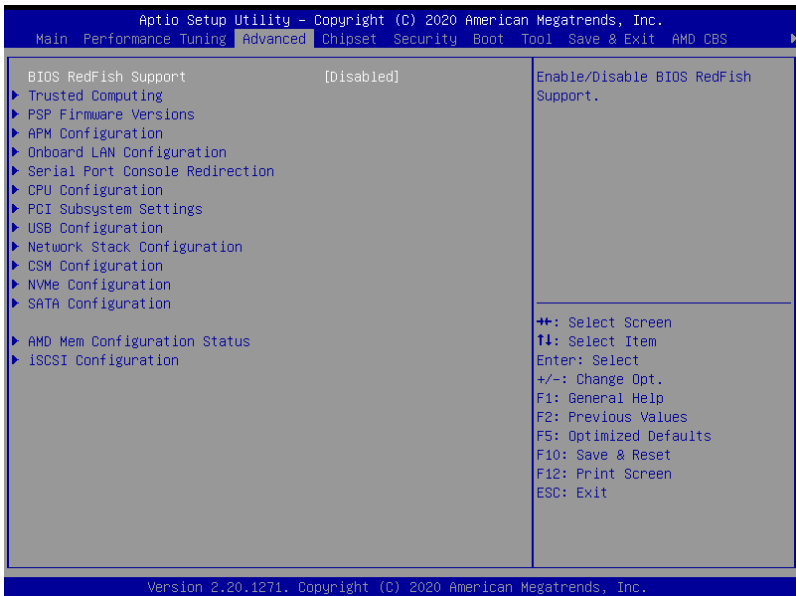 Aptio Setup Utility – Copyright (C) 2020 American Megatrends, Inc.
Main Performance Tuning Advanced Chipset Security Boot Tool Save & Exit AMD CBS
BIOS RedFish Support [Disabled]
Trusted Computing
PSP Firmware Versions
APM Configuration
Onboard LAN Configuration
Serial Port Console Redirection
CPU Configuration
PCI Subsystem Settings
USB Configuration
Network Stack Configuration
CSM Configuration
NVMe Configuration
SATA Configuration
AMD Mem Configuration Status
iSCSI Configuration
Enable/Disable BIOS RedFish
Support.
→←: Select Screen
↑↓: Select Item
Enter: Select
+/-: Change Opt.
F1: General Help
F2: Previous Values
F5: Optimized Defaults
F10: Save & Reset
F12: Print Screen
ESC: Exit
Version 2.20.1271. Copyright (C) 2020 American Megatrends, Inc.